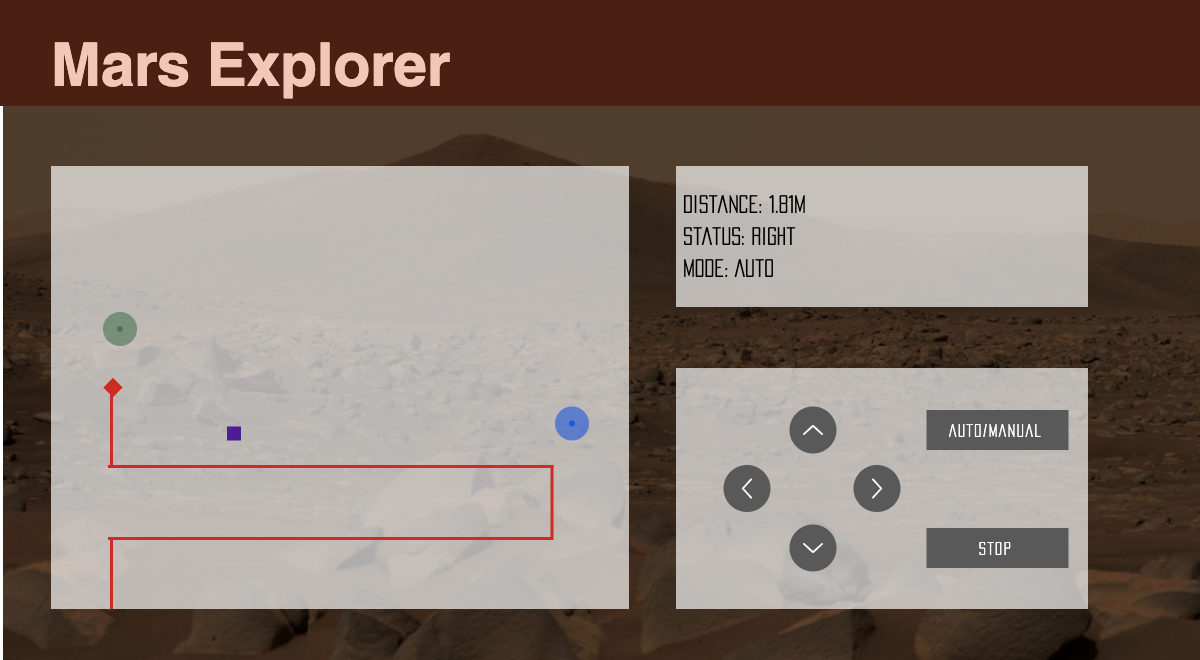 Mars Explorer
DISTANCE: 1.81M
STATUS: RIGHT
MODE: AUTO
AUTO/MANUAL
STOP